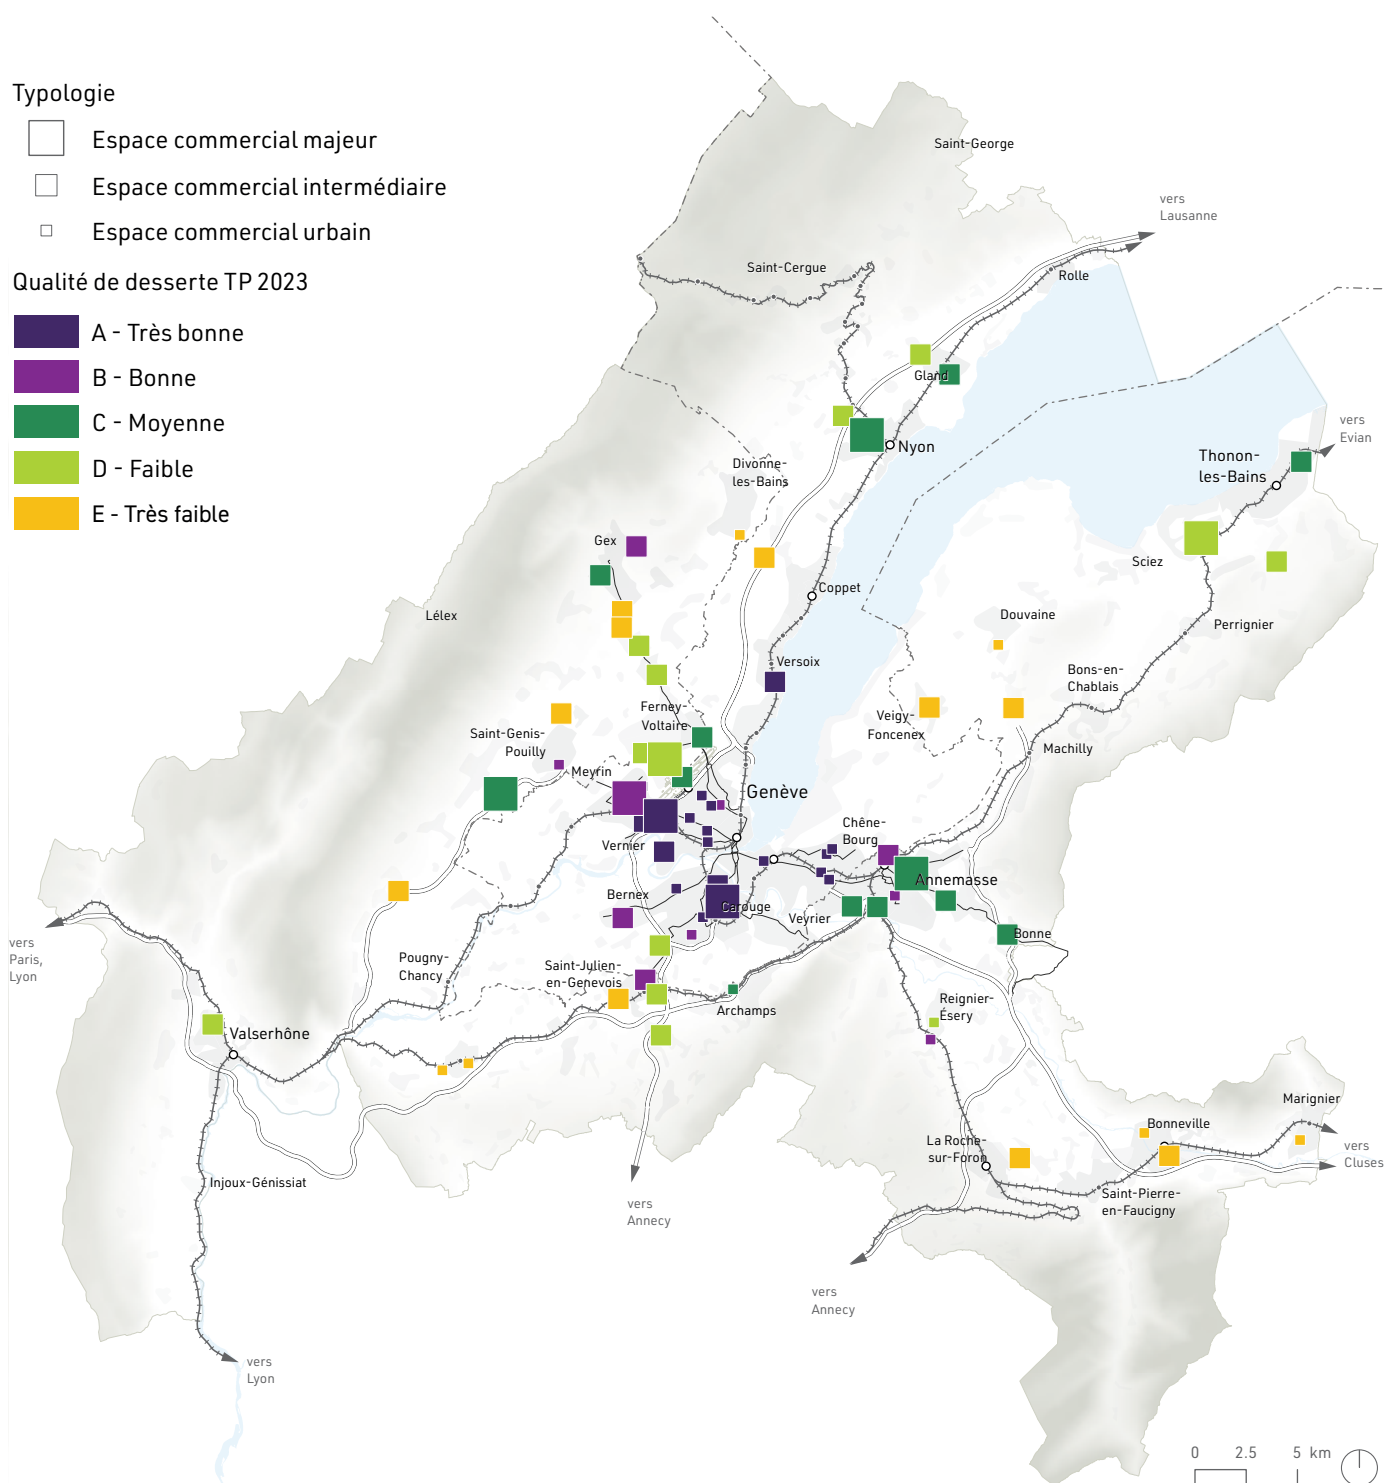 Typologie
Espace commercial majeur
Espace commercial intermédiaire
Espace commercial urbain
Qualité de desserte TP 2023
A - Très bonne
B - Bonne
C - Moyenne
D - Faible
E - Très faible
Saint-George
vers
Lausanne
Saint-Cergue
Rolle
Gland
Nyon
vers
Evian
Thonon-
les-Bains
Divonne-
les-Bains
Gex
Sciez
Coppet
Lélex
Douvaine
Perrignier
Versoix
Bons-en-
Chablais
Ferney-
Voltaire
Veigy-
Foncenex
Saint-Genis-
Pouilly
Machilly
Meyrin
Genève
Chêne-
Bourg
Vernier
Annemasse
Bernex
Carouge
Veyrier
Bonne
vers
Paris,
Lyon
Pougny-
Chancy
Saint-Julien-
en-Genevois
Archamps
Reignier-
Ésery
Valserhône
Marignier
Bonneville
La Roche-
sur-Foron
vers
Cluses
Injoux-Génissiat
Saint-Pierre-
en-Faucigny
vers
Annecy
vers
Annecy
vers
Lyon
0 2.5 5 km